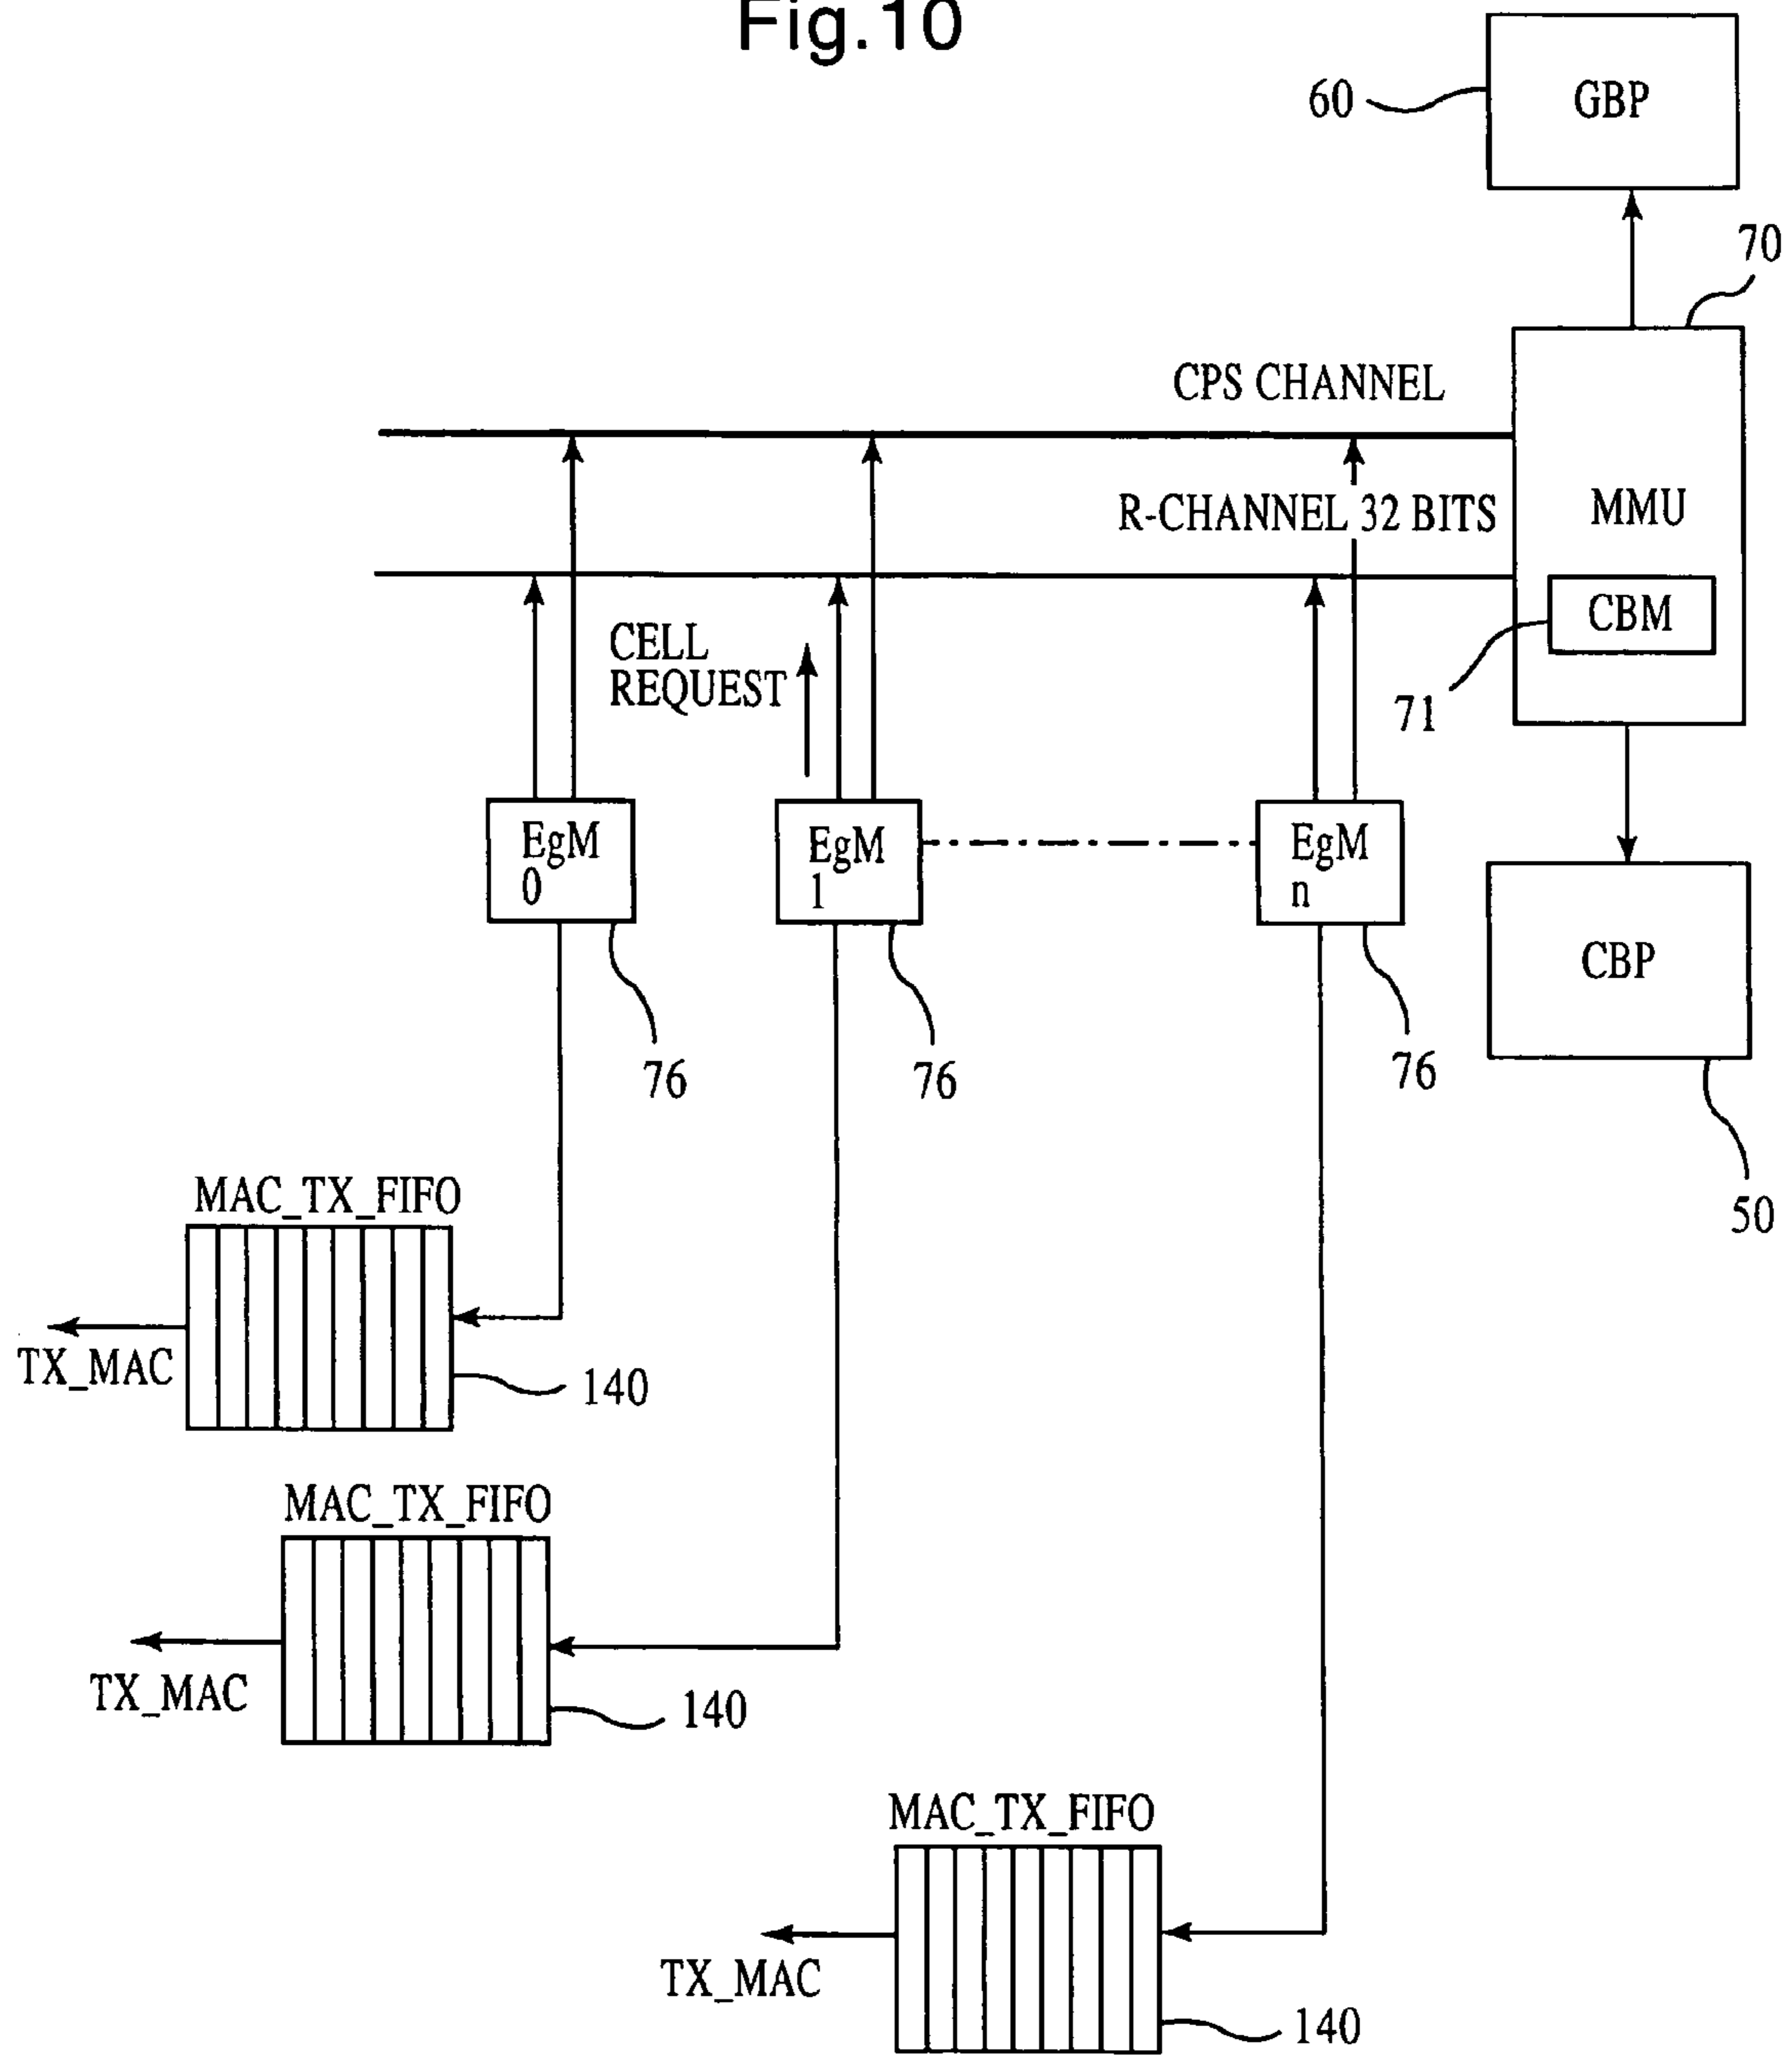 Fig.10
60
GBP
70
CPS CHANNEL
R-CHANNEL 32 BITS
MMU
CBM
71
CELL
REQUEST
EgM
0
EgM
1
EgM
n
CBP
76
76
76
50
MAC_TX_FIFO
TX_MAC
140
MAC_TX_FIFO
TX_MAC
140
MAC_TX_FIFO
TX_MAC
140